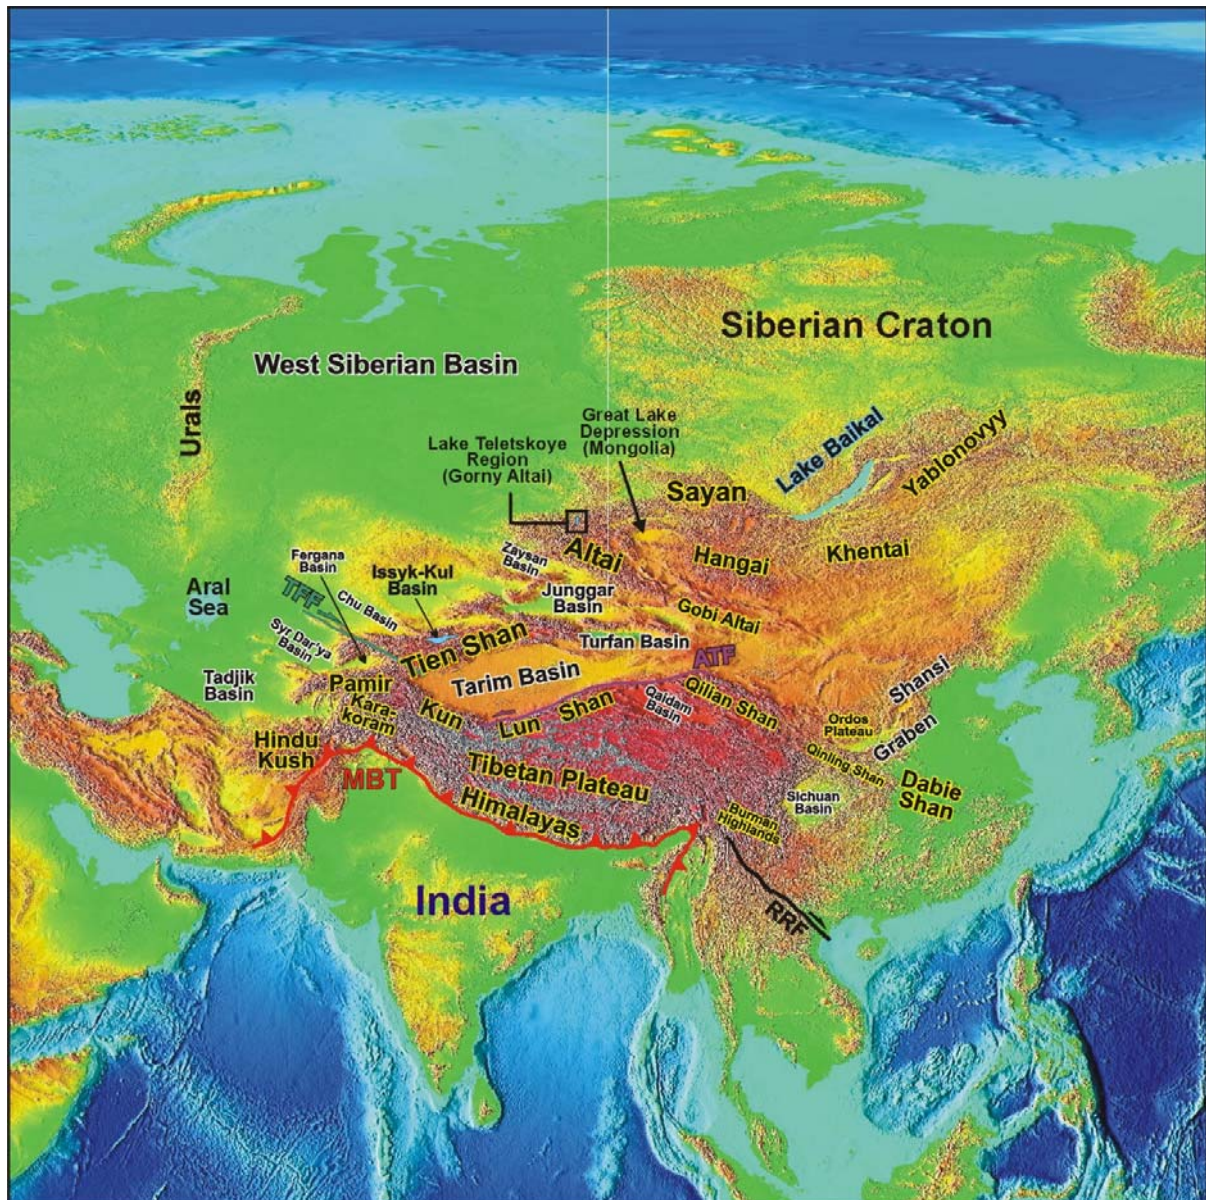 Siberian Craton
West Siberian Basin
Urals
Great Lake
Depression
(Mongolia)
Lake Teletskoye
Region
(Gorny Altai)
Lake Baikal
Yablonovyy
Sayan
Altai
Hangai
Khentai
Zaysan
Basin
Fergana
Basin
Issyk-Kul
Basin
Junggar
Basin
Aral
Sea
TFF
Chu Basin
Gobi Altai
Syr Dar'ya
Basin
Tien Shan
Turfan Basin
ATF
Tadjik
Basin
Pamir
Tarim Basin
Kara-
koram
Kun
Lun
Shan
Qaidam
Basin
Qilian Shan
Shansi
Graben
Ordos
Plateau
Hindu
Kush
MBT
Tibetan Plateau
Himalayas
Qinling Shan
Dabie
Shan
Sichuan
Basin
Burman
Highlands
India
RRF